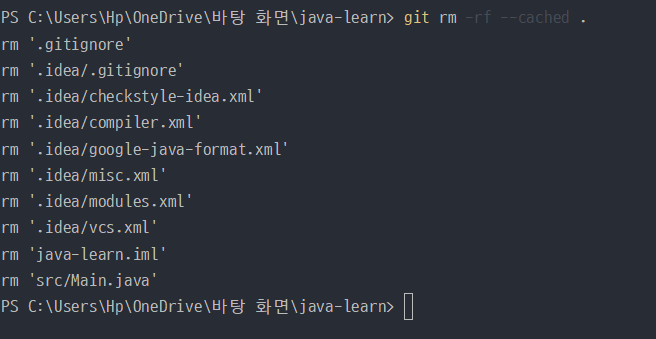 PS C:\Users\Hp\OneDrive\바탕 화면\java-learn> git rm -rf --cached .
rm '.gitignore'
rm '.idea/.gitignore'
rm '.idea/checkstyle-idea.xml'
rm '.idea/compiler.xml'
rm '.idea/google-java-format.xml'
rm '.idea/misc.xml'
rm '.idea/modules.xml'
rm '.idea/vcs.xml'
rm 'java-learn.iml'
rm 'src/Main.java'
PS C:\Users\Hp\OneDrive\바탕 화면\java-learn>